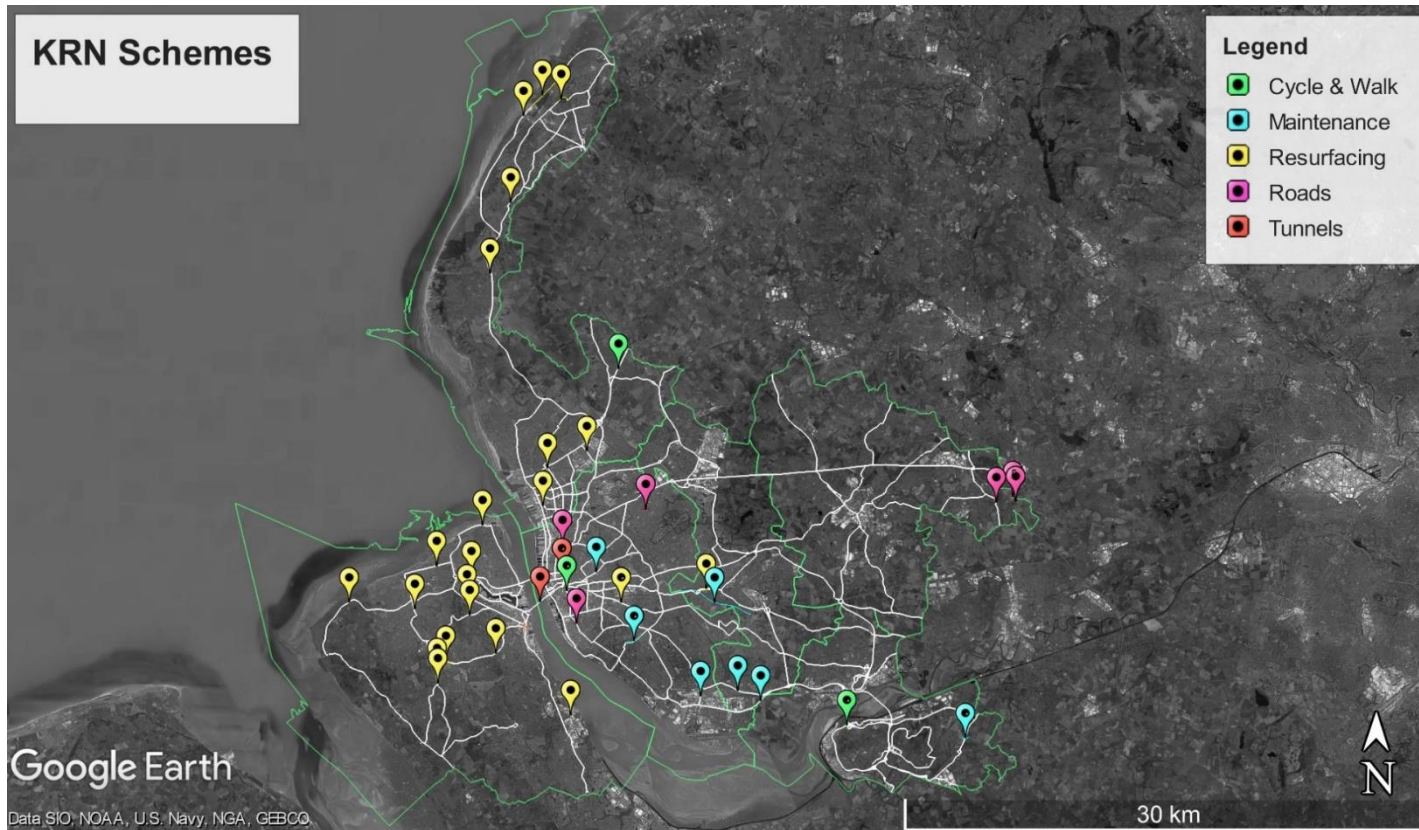 KRN Schemes
Legend
Cycle & Walk
Maintenance
Resurfacing
Roads
Tunnels
N
Google Earth
Data SIO, NOAA, U.S. Navy, NGA, GEBCO
30 km